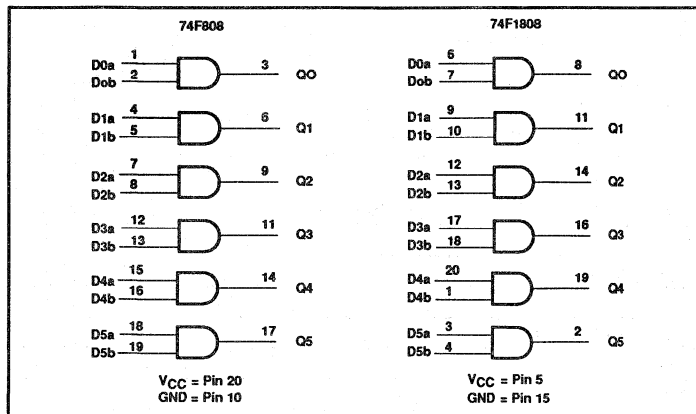 74F808
D0a 1
Dob 2
3 QO
D1a 4
D1b 5
6 Q1
D2a 7
D2b 8
9 Q2
D3a 12
D3b 13
11 Q3
D4a 15
D4b 16
14 Q4
D5a 18
D5b 19
17 Q5
VCC = Pin 20
GND = Pin 10
74F1808
D0a 6
Dob 7
8 QO
D1a 9
D1b 10
11 Q1
D2a 12
D2b 13
14 Q2
D3a 17
D3b 18
16 Q3
D4a 20
D4b 1
19 Q4
D5a 3
D5b 4
2 Q5
VCC = Pin 5
GND = Pin 15